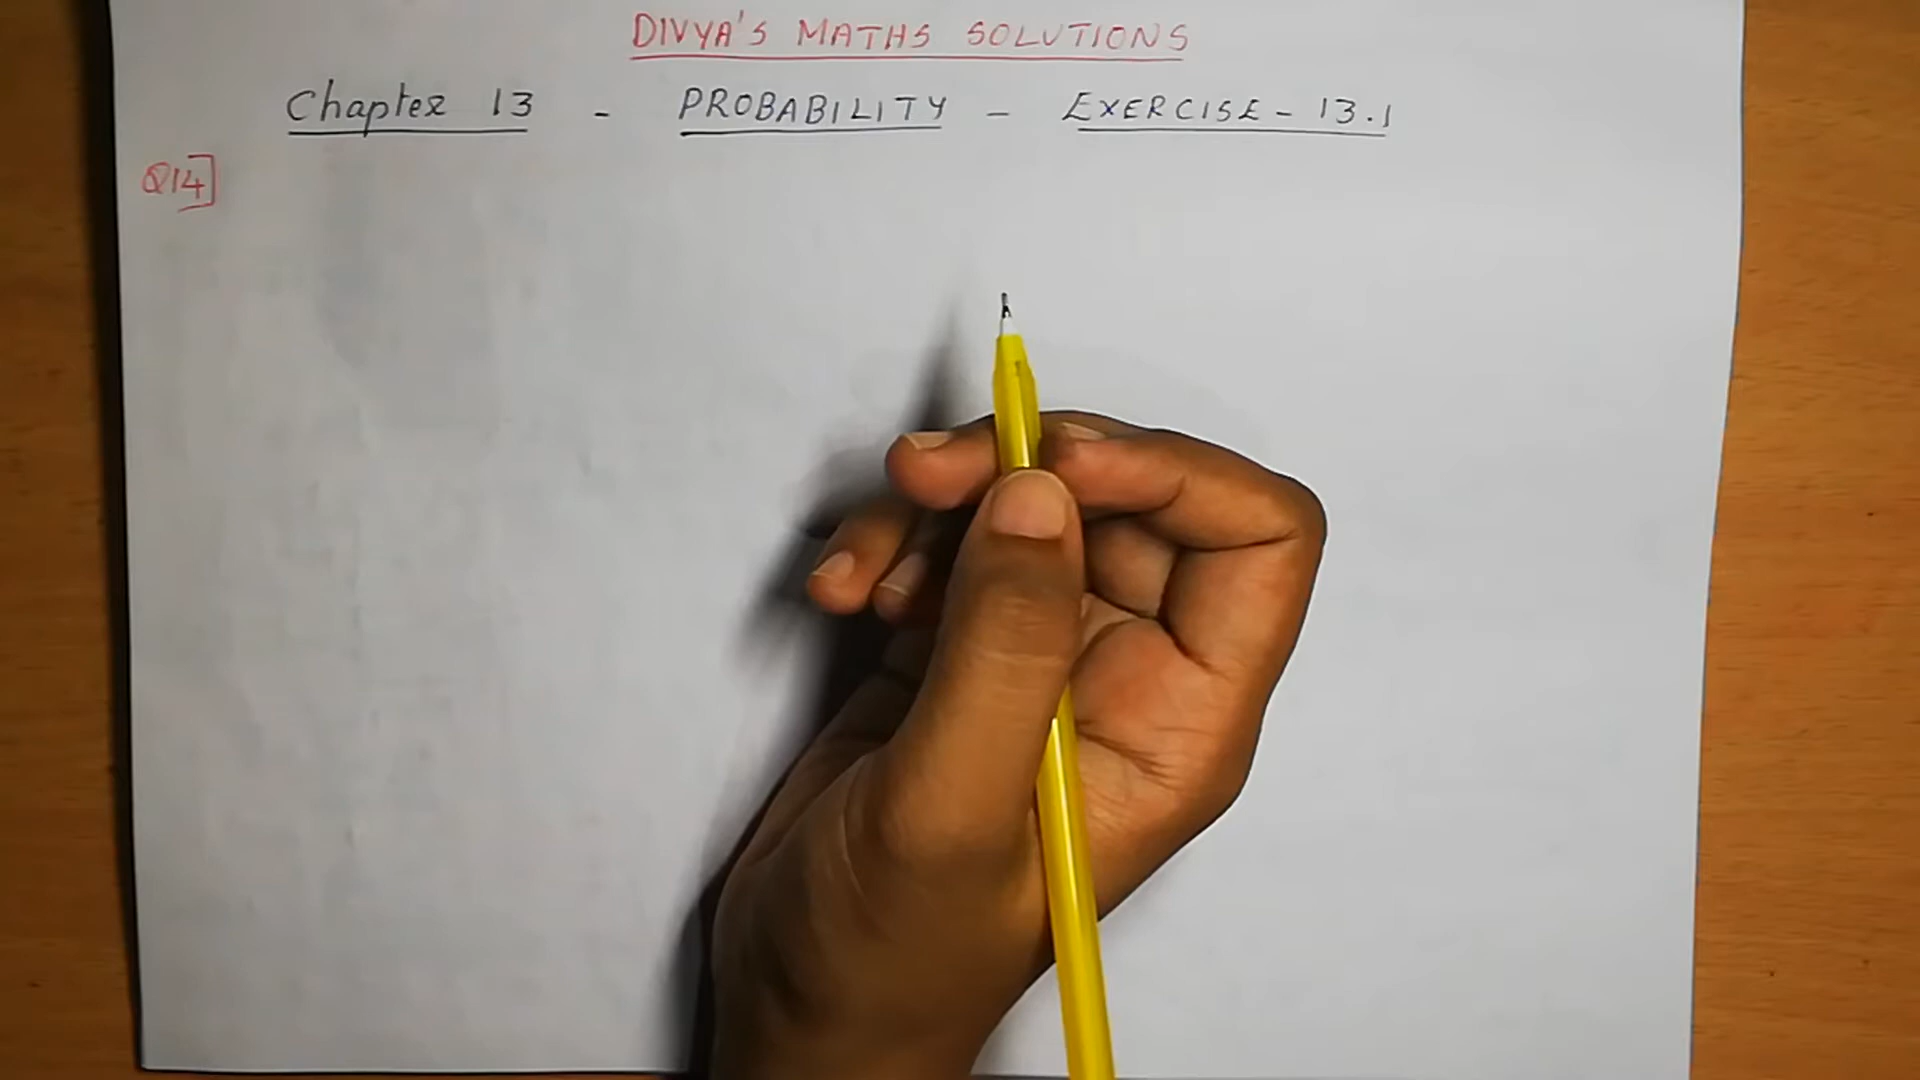 DIVYA'S MATHS SOLUTIONS
Chapter 13 - PROBABILITY - EXERCISE - 13.1
Q14]